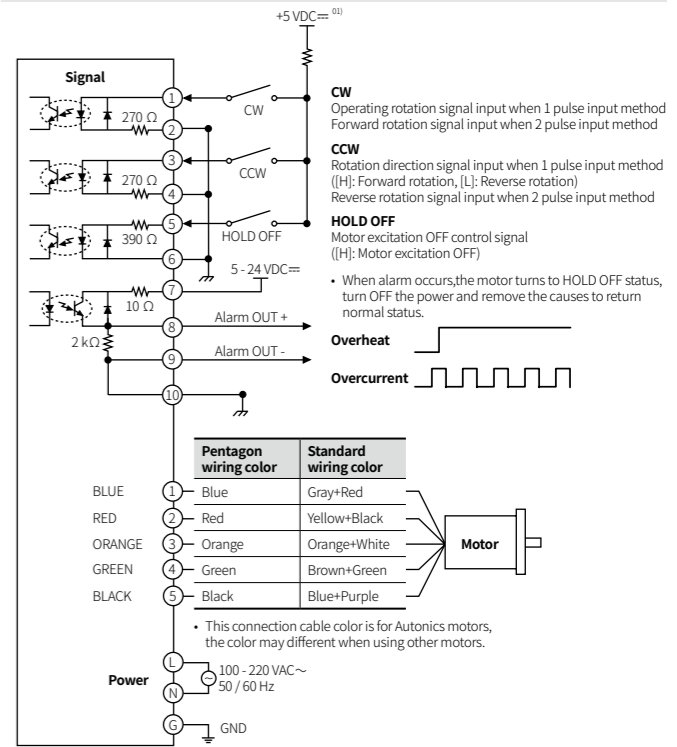 +5 VDC⎓ 01)
Signal
1
270 Ω
2
CW
3
270 Ω
4
CCW
5
390 Ω
HOLD OFF
6
5 - 24 VDC⎓
7
10 Ω
8
Alarm OUT +
2 kΩ
9
Alarm OUT -
10
CW
Operating rotation signal input when 1 pulse input method
Forward rotation signal input when 2 pulse input method
CCW
Rotation direction signal input when 1 pulse input method
([H]: Forward rotation, [L]: Reverse rotation)
Reverse rotation signal input when 2 pulse input method
HOLD OFF
Motor excitation OFF control signal
([H]: Motor excitation OFF)
• When alarm occurs,the motor turns to HOLD OFF status,
turn OFF the power and remove the causes to return
normal status.
Overheat
Overcurrent
Pentagon
wiring color
Standard
wiring color
BLUE 1 Blue Gray+Red
RED 2 Red Yellow+Black
ORANGE 3 Orange Orange+White
GREEN 4 Green Brown+Green
BLACK 5 Black Blue+Purple
Motor
• This connection cable color is for Autonics motors,
the color may different when using other motors.
Power
L
N
100 - 220 VAC～
50 / 60 Hz
G
GND